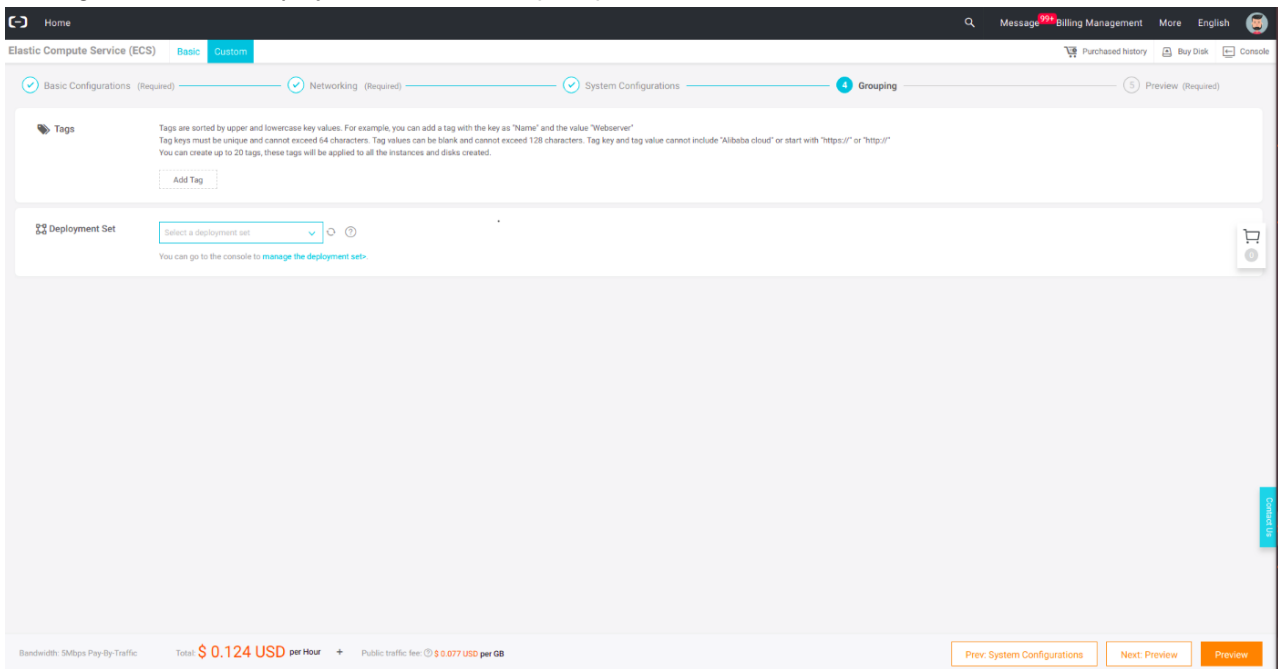 Home
Message 99+ Billing Management More English
Elastic Compute Service (ECS) Basic Custom
Purchased history Buy Disk Console
Basic Configurations (Required) Networking (Required) System Configurations 4 Grouping 5 Preview (Required)
Tags
Tags are sorted by upper and lowercase key values. For example, you can add a tag with the key as "Name" and the value "Webserver"
Tag keys must be unique and cannot exceed 64 characters. Tag values can be blank and cannot exceed 128 characters. Tag key and tag value cannot include "Alibaba cloud" or start with "https://" or "http://"
You can create up to 20 tags, these tags will be applied to all the instances and disks created.
Add Tag
Deployment Set
Select a deployment set
You can go to the console to manage the deployment set>.
0
Contact Us
Bandwidth: 5Mbps Pay-By-Traffic Total: $ 0.124 USD per Hour + Public traffic fee: $ 0.077 USD per GB
Prev: System Configurations Next: Preview Preview